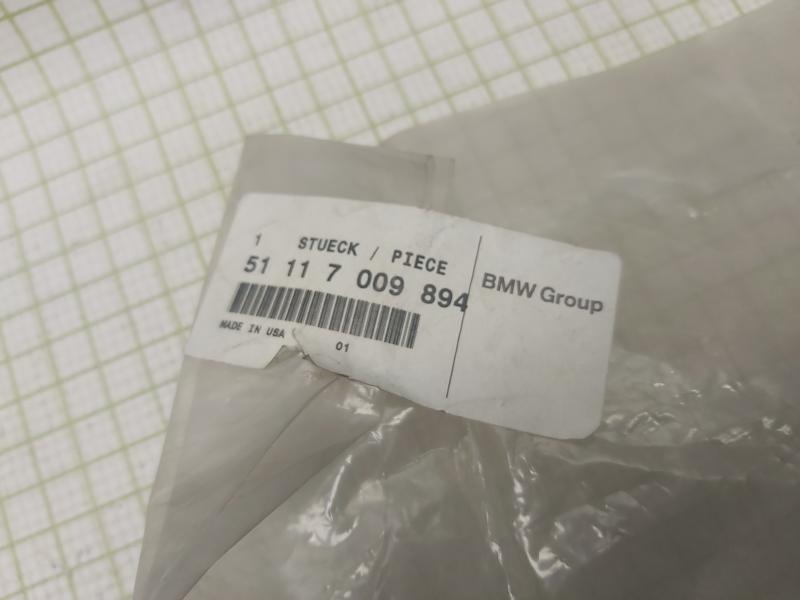 1 STUECK / PIECE
51 11 7 009 894
MADE IN USA
01
BMW Group